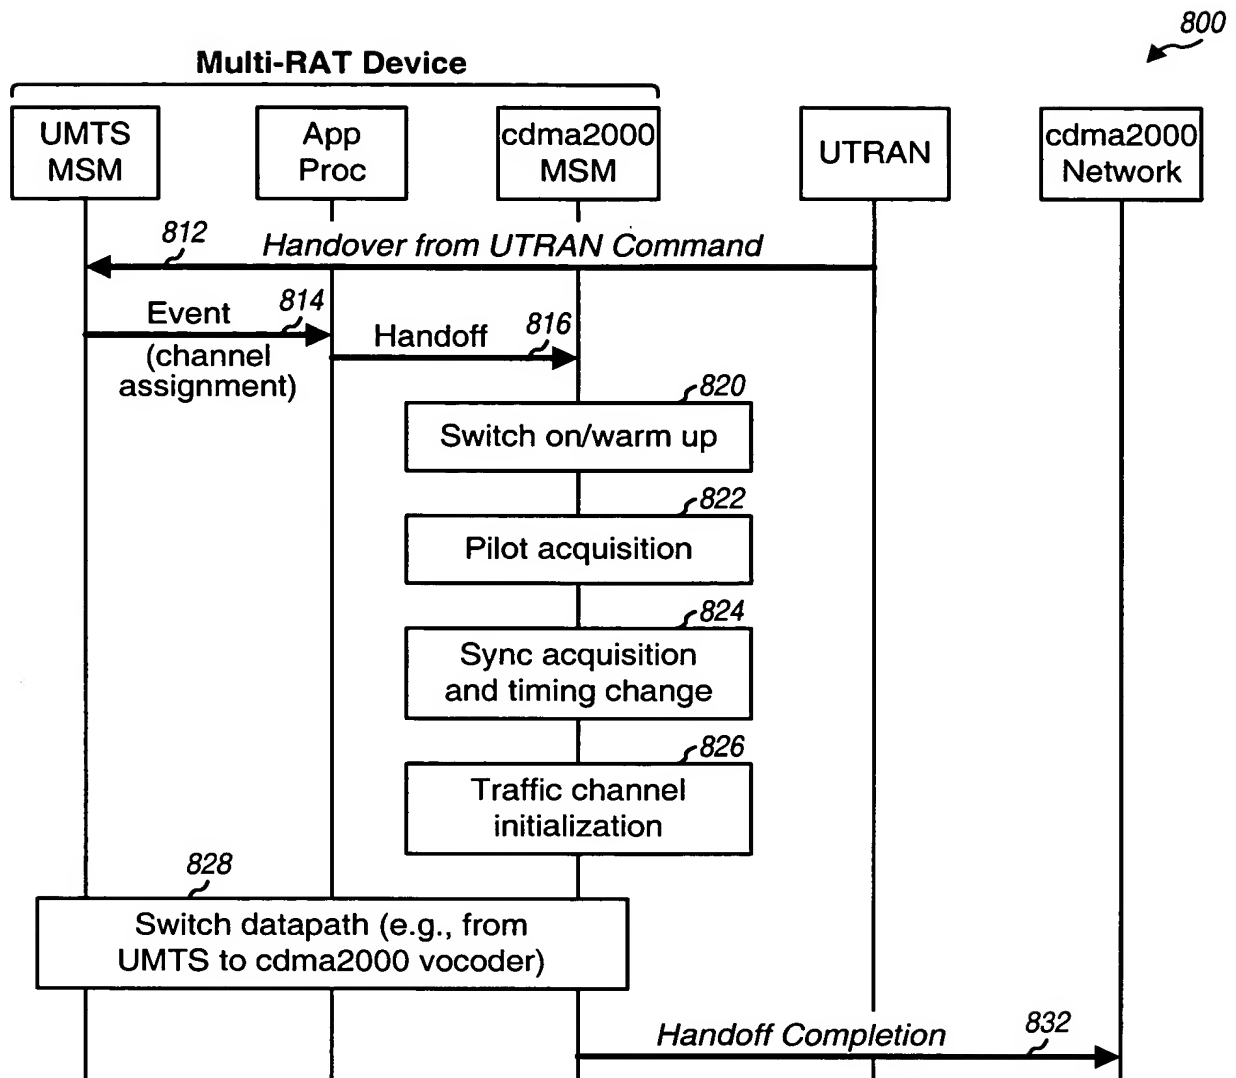 800
Multi-RAT Device
UMTS
MSM
App
Proc
cdma2000
MSM
UTRAN
cdma2000
Network
812
Handover from UTRAN Command
Event
814
(channel
assignment)
Handoff
816
820
Switch on/warm up
822
Pilot acquisition
824
Sync acquisition
and timing change
826
Traffic channel
initialization
828
Switch datapath (e.g., from
UMTS to cdma2000 vocoder)
Handoff Completion
832